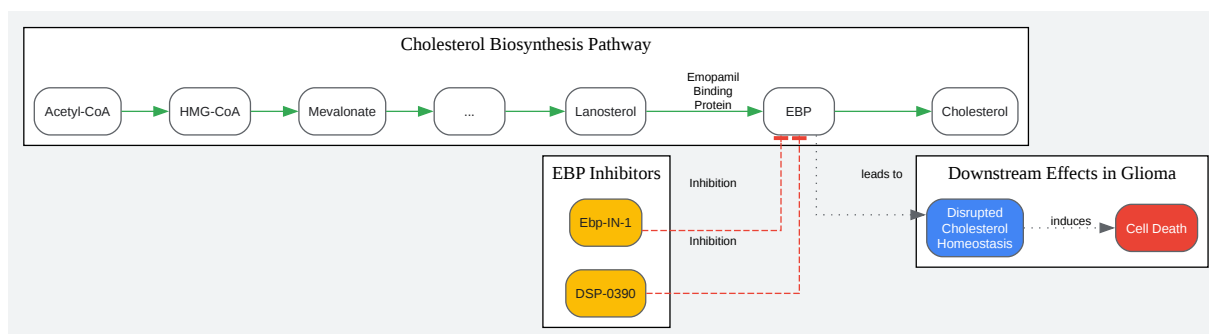 Cholesterol Biosynthesis Pathway
Acetyl-CoA
HMG-CoA
Mevalonate
...
Lanosterol
Emopamil
Binding
Protein
EBP
Cholesterol
EBP Inhibitors
Ebp-IN-1
DSP-0390
Inhibition
Inhibition
leads to
Downstream Effects in Glioma
Disrupted
Cholesterol
Homeostasis
induces
Cell Death